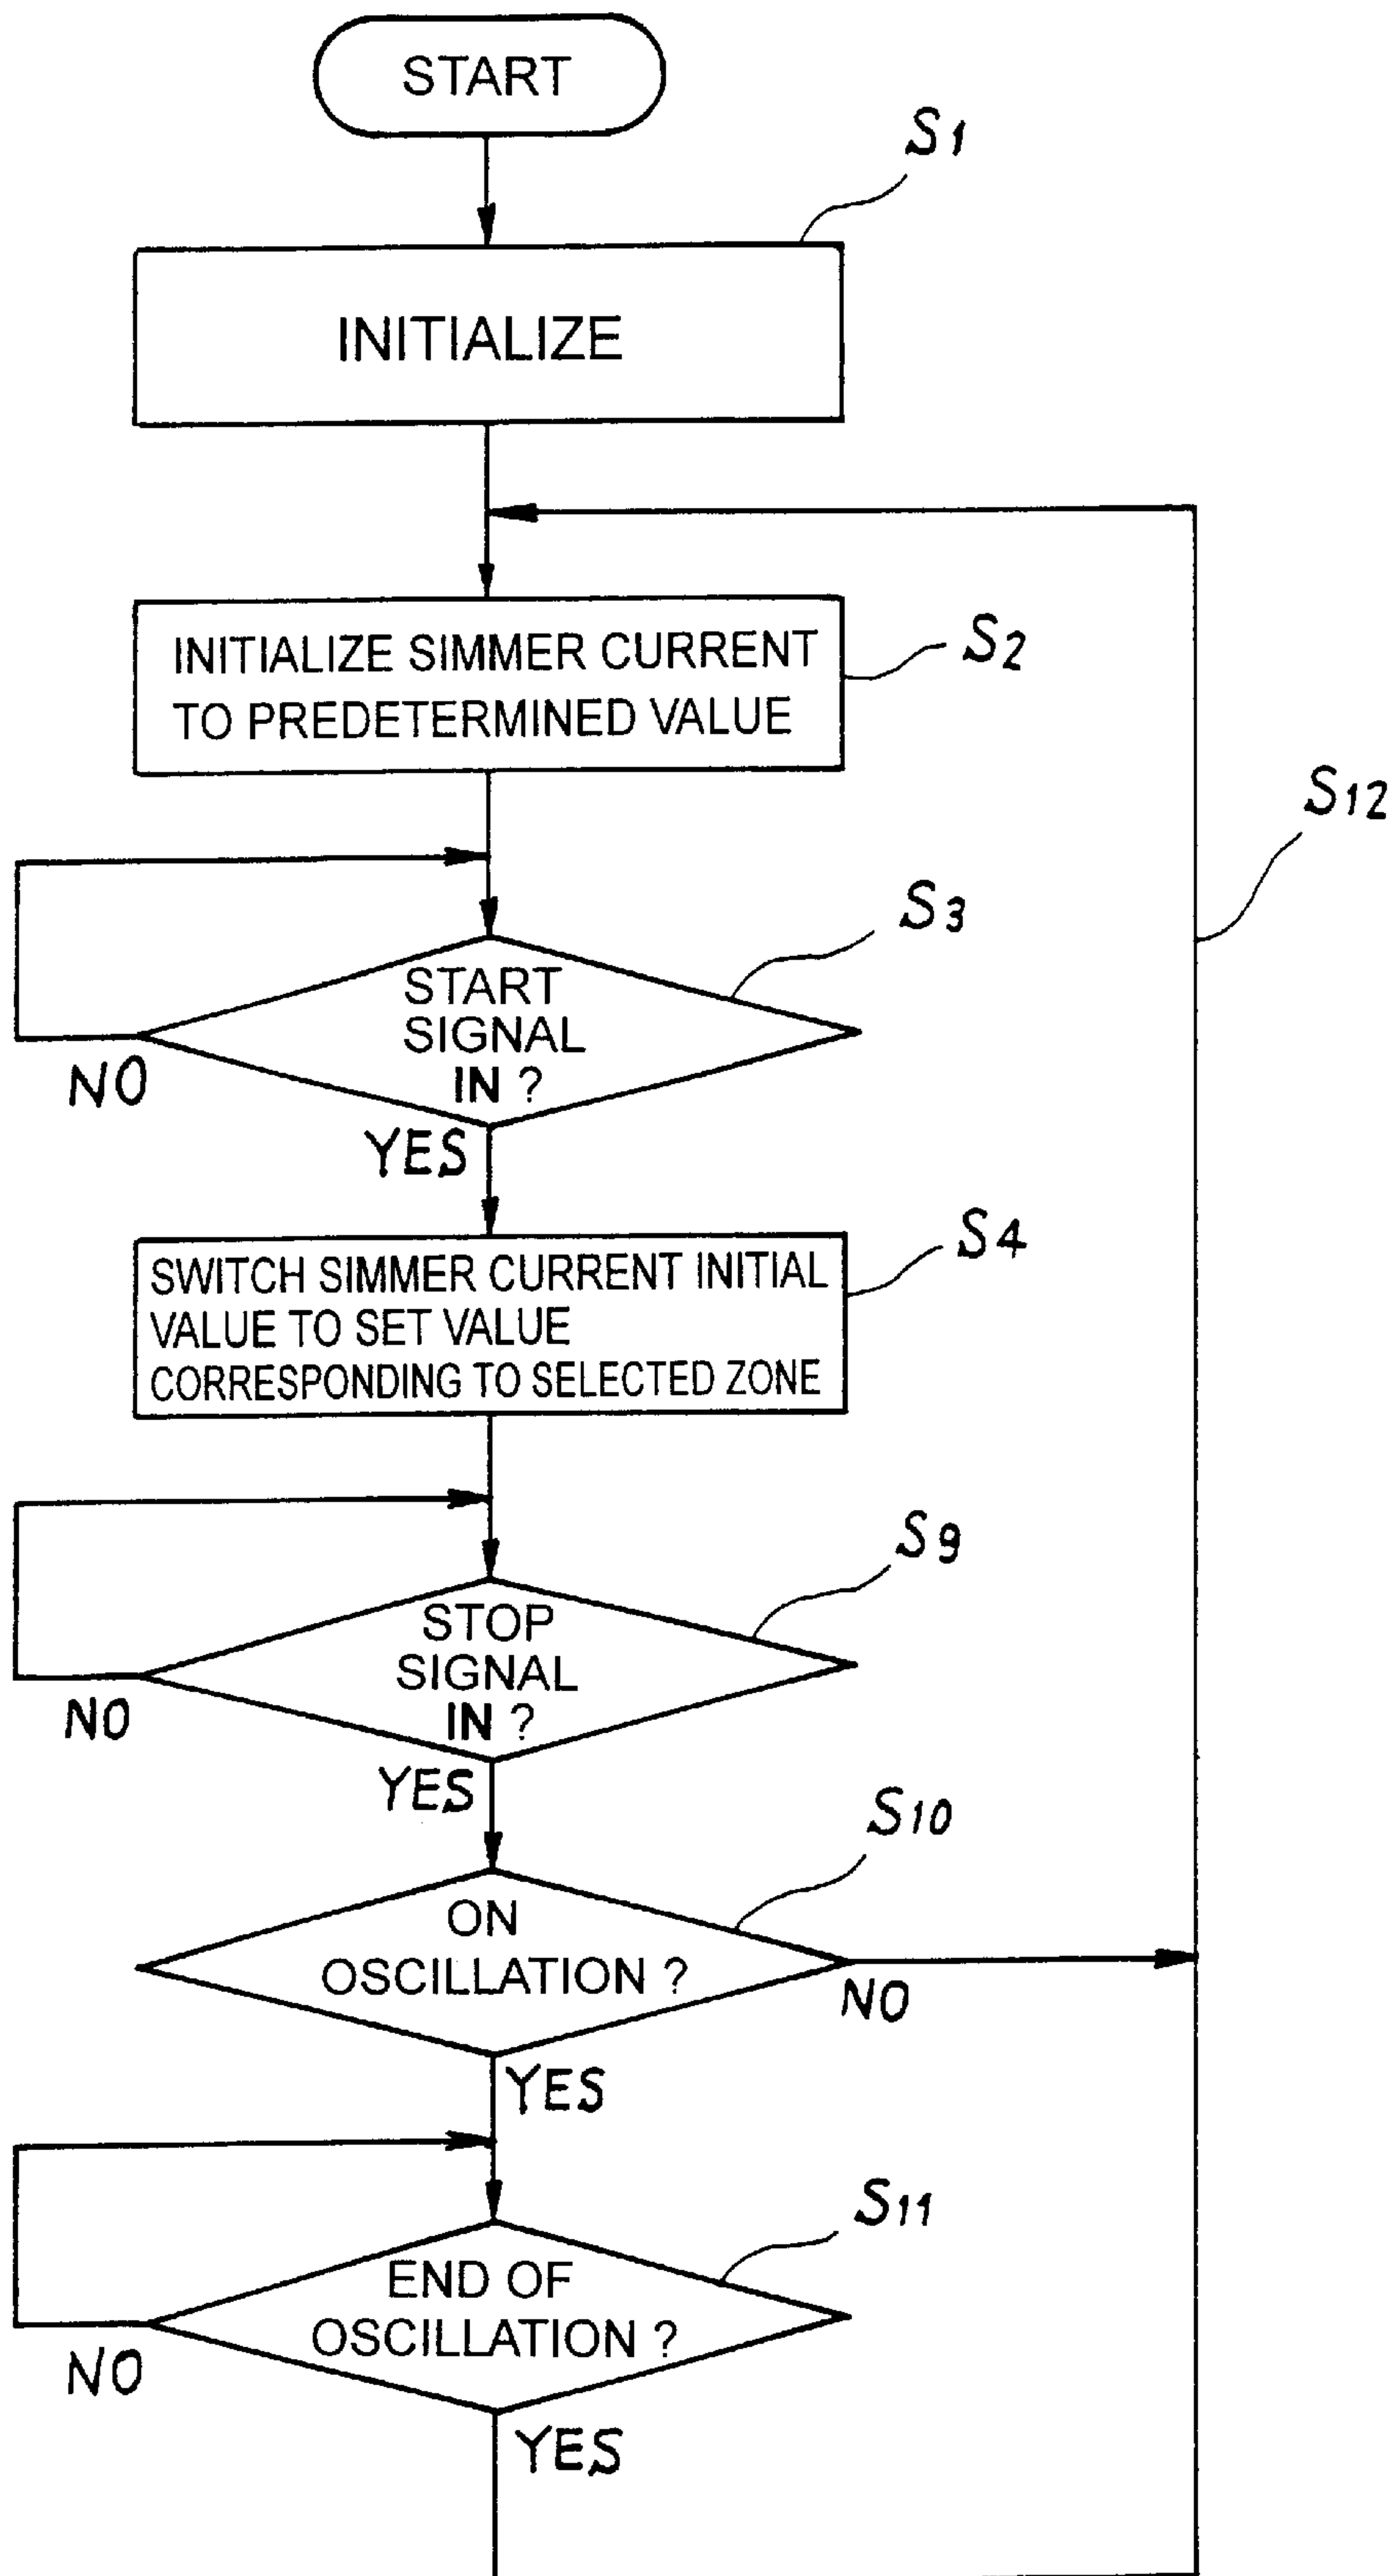 START
S1
INITIALIZE
INITIALIZE SIMMER CURRENT
TO PREDETERMINED VALUE
S2
S12
S3
START
SIGNAL
IN ?
NO
YES
S4
SWITCH SIMMER CURRENT INITIAL
VALUE TO SET VALUE
CORRESPONDING TO SELECTED ZONE
S9
STOP
SIGNAL
IN ?
NO
YES
S10
ON
OSCILLATION ?
NO
YES
S11
END OF
OSCILLATION ?
NO
YES